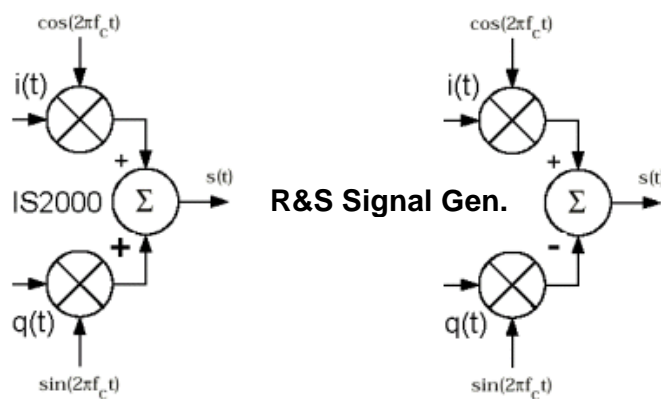 cos(2πf_ct)
i(t)
+
IS2000
Σ
s(t)
+
q(t)
sin(2πf_ct)
R&S Signal Gen.
cos(2πf_ct)
i(t)
+
Σ
s(t)
-
q(t)
sin(2πf_ct)